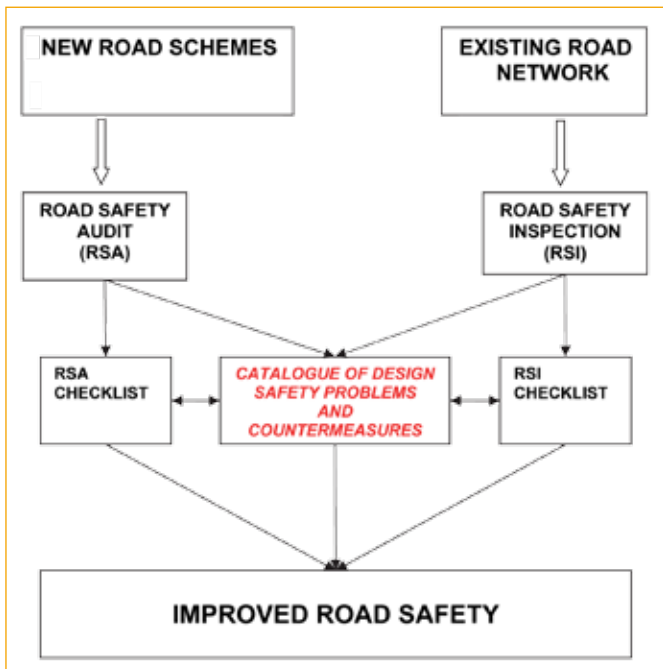 NEW ROAD SCHEMES
EXISTING ROAD
NETWORK
ROAD SAFETY
AUDIT
(RSA)
ROAD SAFETY
INSPECTION
(RSI)
RSA
CHECKLIST
CATALOGUE OF DESIGN
SAFETY PROBLEMS
AND
COUNTERMEASURES
RSI
CHECKLIST
IMPROVED ROAD SAFETY